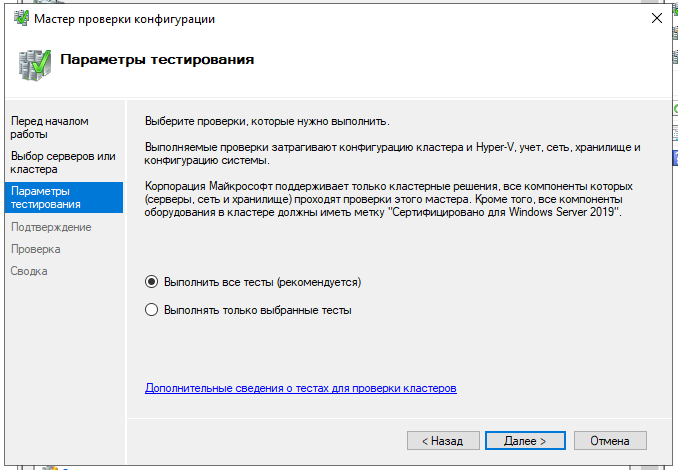 Мастер проверки конфигурации
Параметры тестирования
Перед началом
работы
Выбор серверов или
кластера
Параметры
тестирования
Подтверждение
Проверка
Сводка
Выберите проверки, которые нужно выполнить.
Выполняемые проверки затрагивают конфигурацию кластера и Hyper-V, учет, сеть, хранилище и
конфигурацию системы.
Корпорация Майкрософт поддерживает только кластерные решения, все компоненты которых
(серверы, сеть и хранилище) проходят проверки этого мастера. Кроме того, все компоненты
оборудования в кластере должны иметь метку "Сертифицировано для Windows Server 2019".
Выполнить все тесты (рекомендуется)
Выполнять только выбранные тесты
Дополнительные сведения о тестах для проверки кластеров
< Назад
Далее >
Отмена